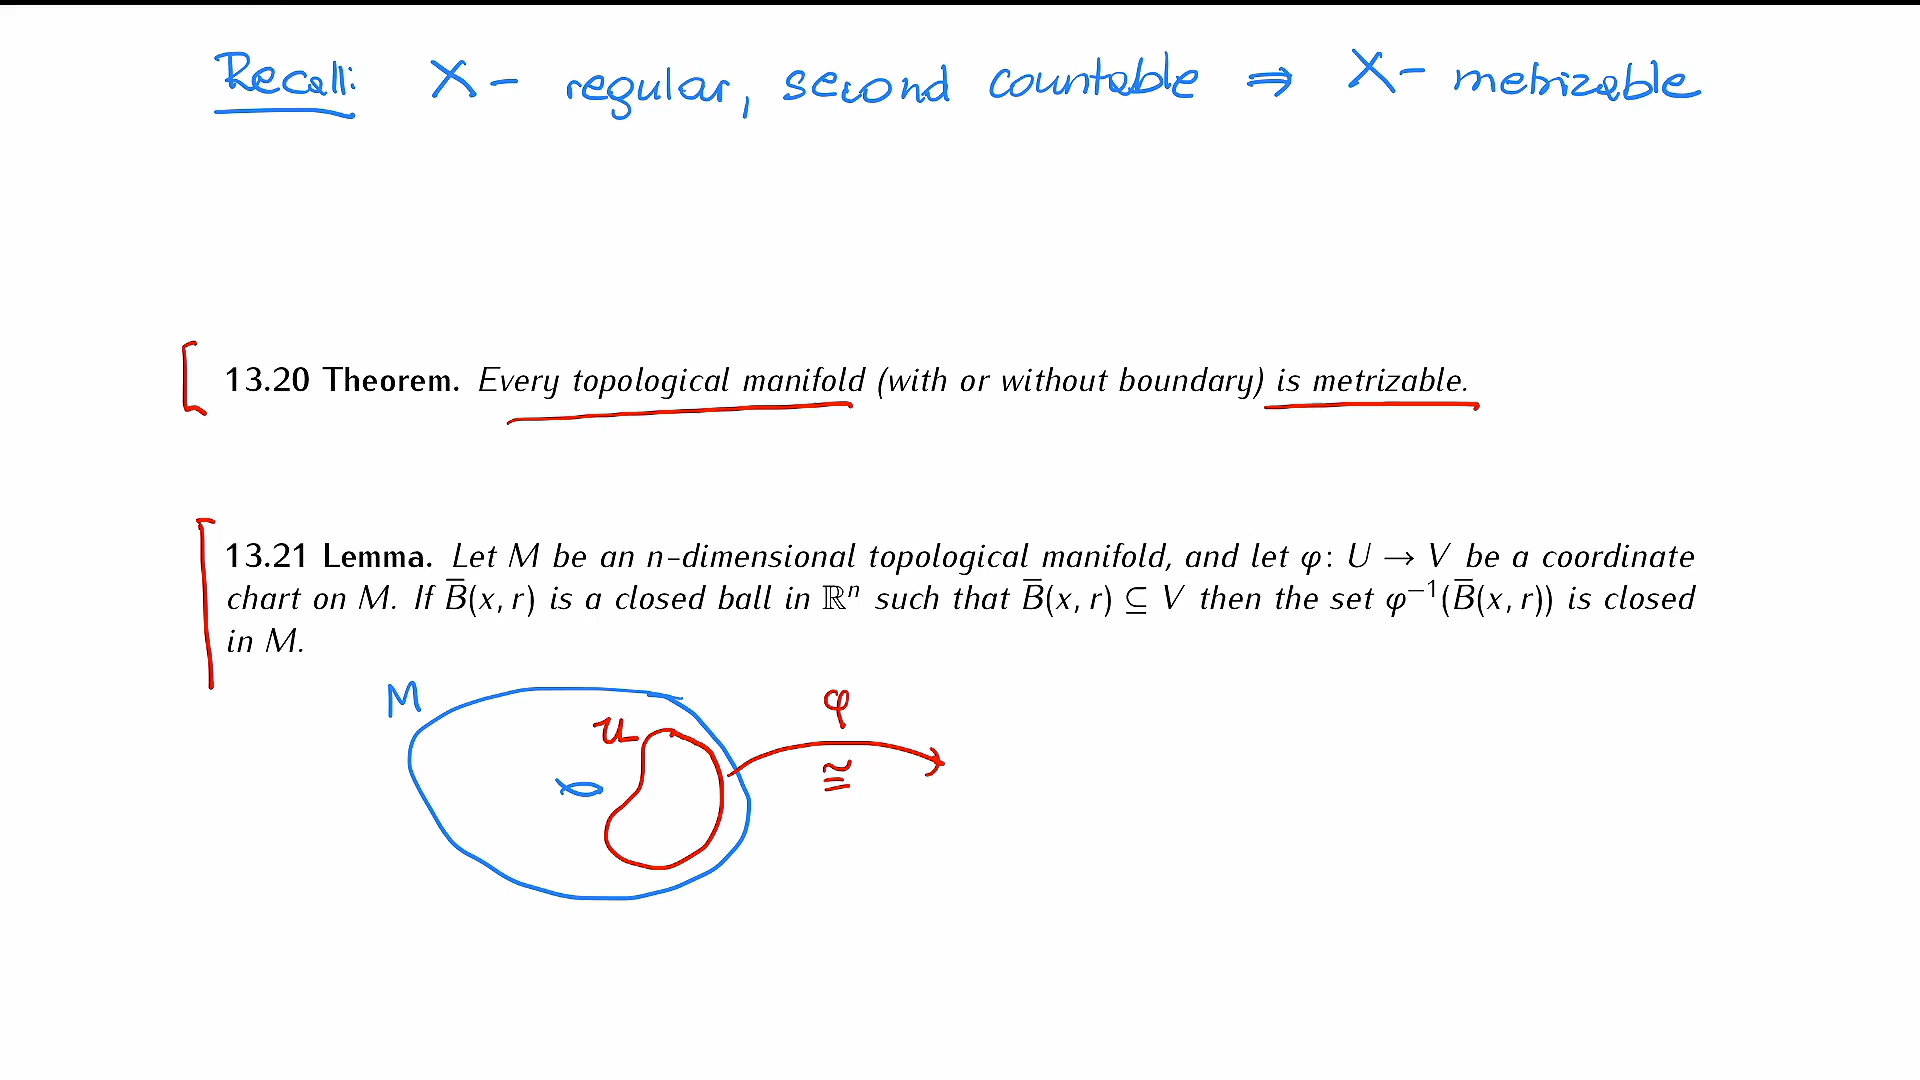 Recall: X - regular, second countable ⇒ X - metrizable
13.20 Theorem. Every topological manifold (with or without boundary) is metrizable.
13.21 Lemma. Let M be an n-dimensional topological manifold, and let φ: U → V be a coordinate
chart on M. If B̅(x, r) is a closed ball in ℝⁿ such that B̅(x, r) ⊆ V then the set φ⁻¹(B̅(x, r)) is closed
in M.
M
φ
U
≅